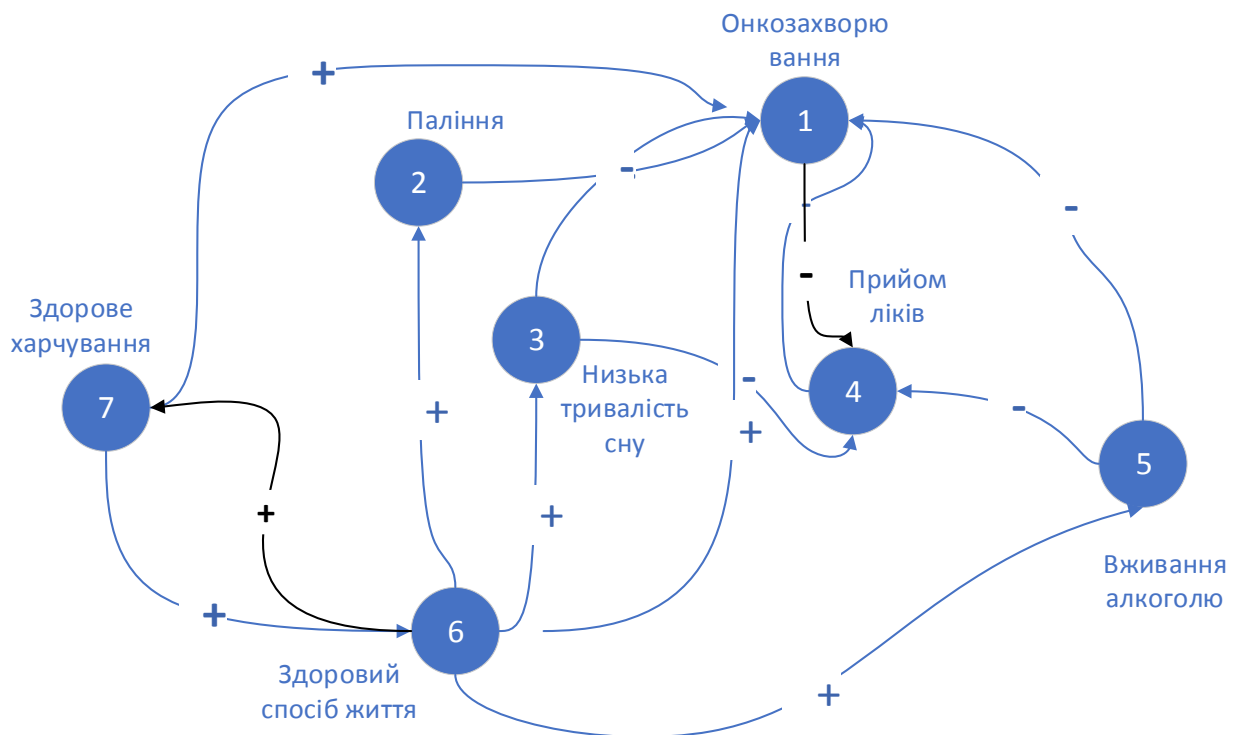 Онкозахворю
вання
+
1
Паління
2
-
-
-
-
Прийом
ліків
Здорове
харчування
3
4
7
-
-
Низька
тривалість
сну
+
+
5
+
+
Вживання
алкоголю
+
6
Здоровий
спосіб життя
+